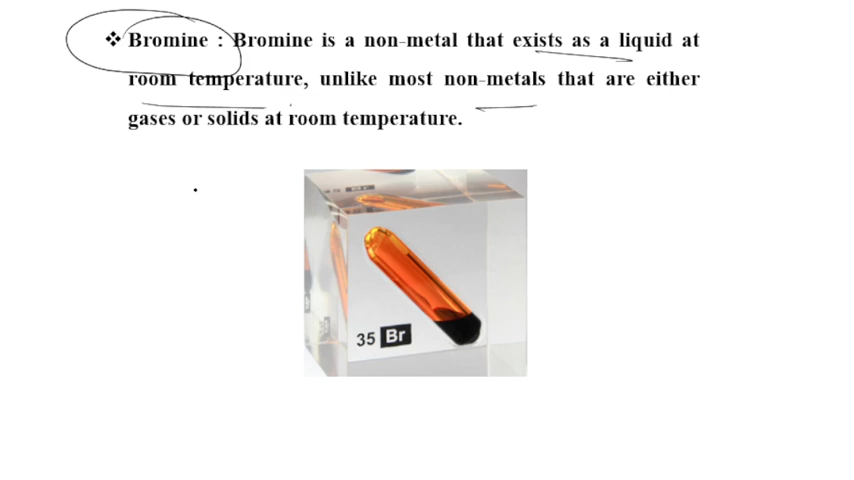 ❖ Bromine : Bromine is a non-metal that exists as a liquid at
room temperature, unlike most non-metals that are either
gases or solids at room temperature.
35 Br